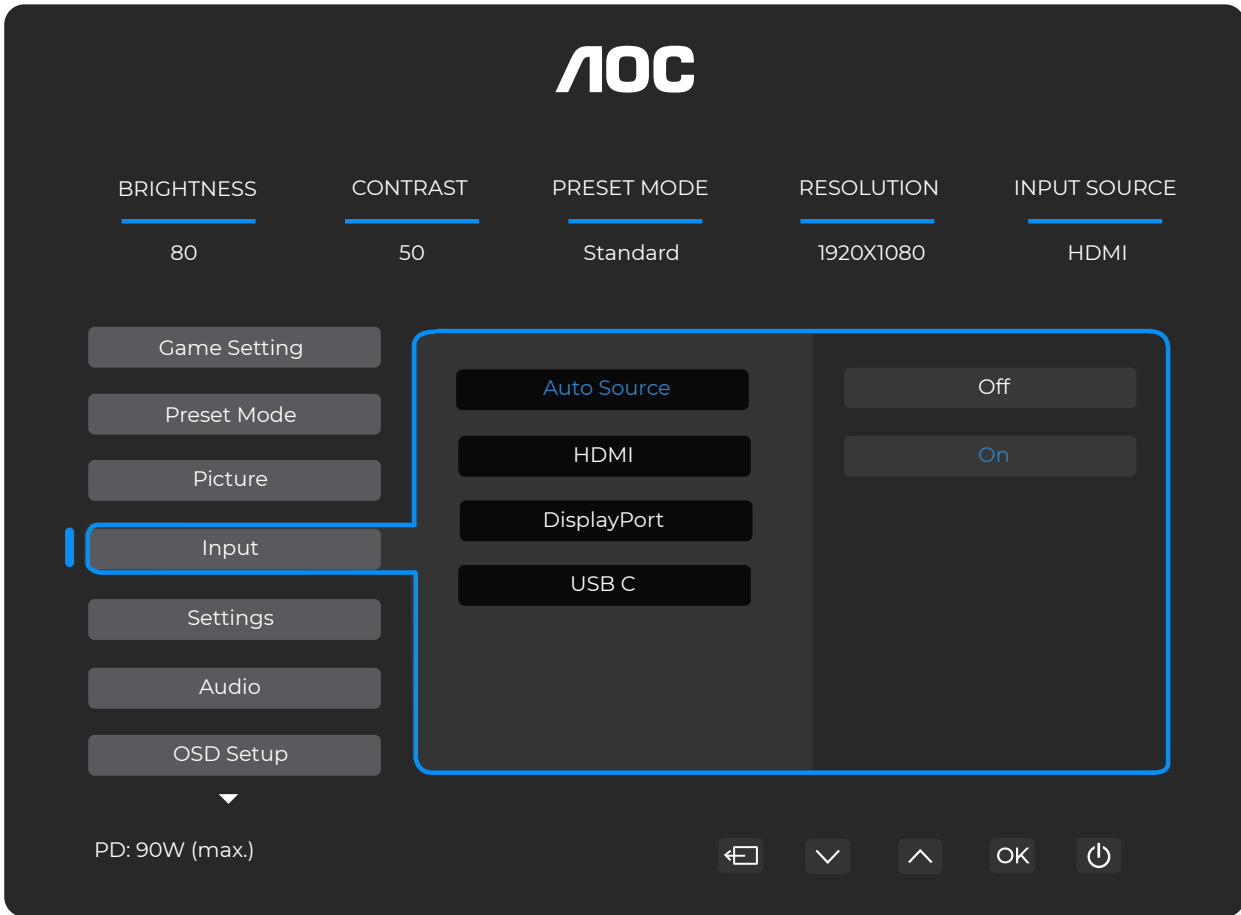 AOC
BRIGHTNESS CONTRAST PRESET MODE RESOLUTION INPUT SOURCE
80 50 Standard 1920X1080 HDMI
Game Setting
Preset Mode
Picture
Input
Settings
Audio
OSD Setup
Auto Source
HDMI
DisplayPort
USB C
Off
On
PD: 90W (max.)
OK